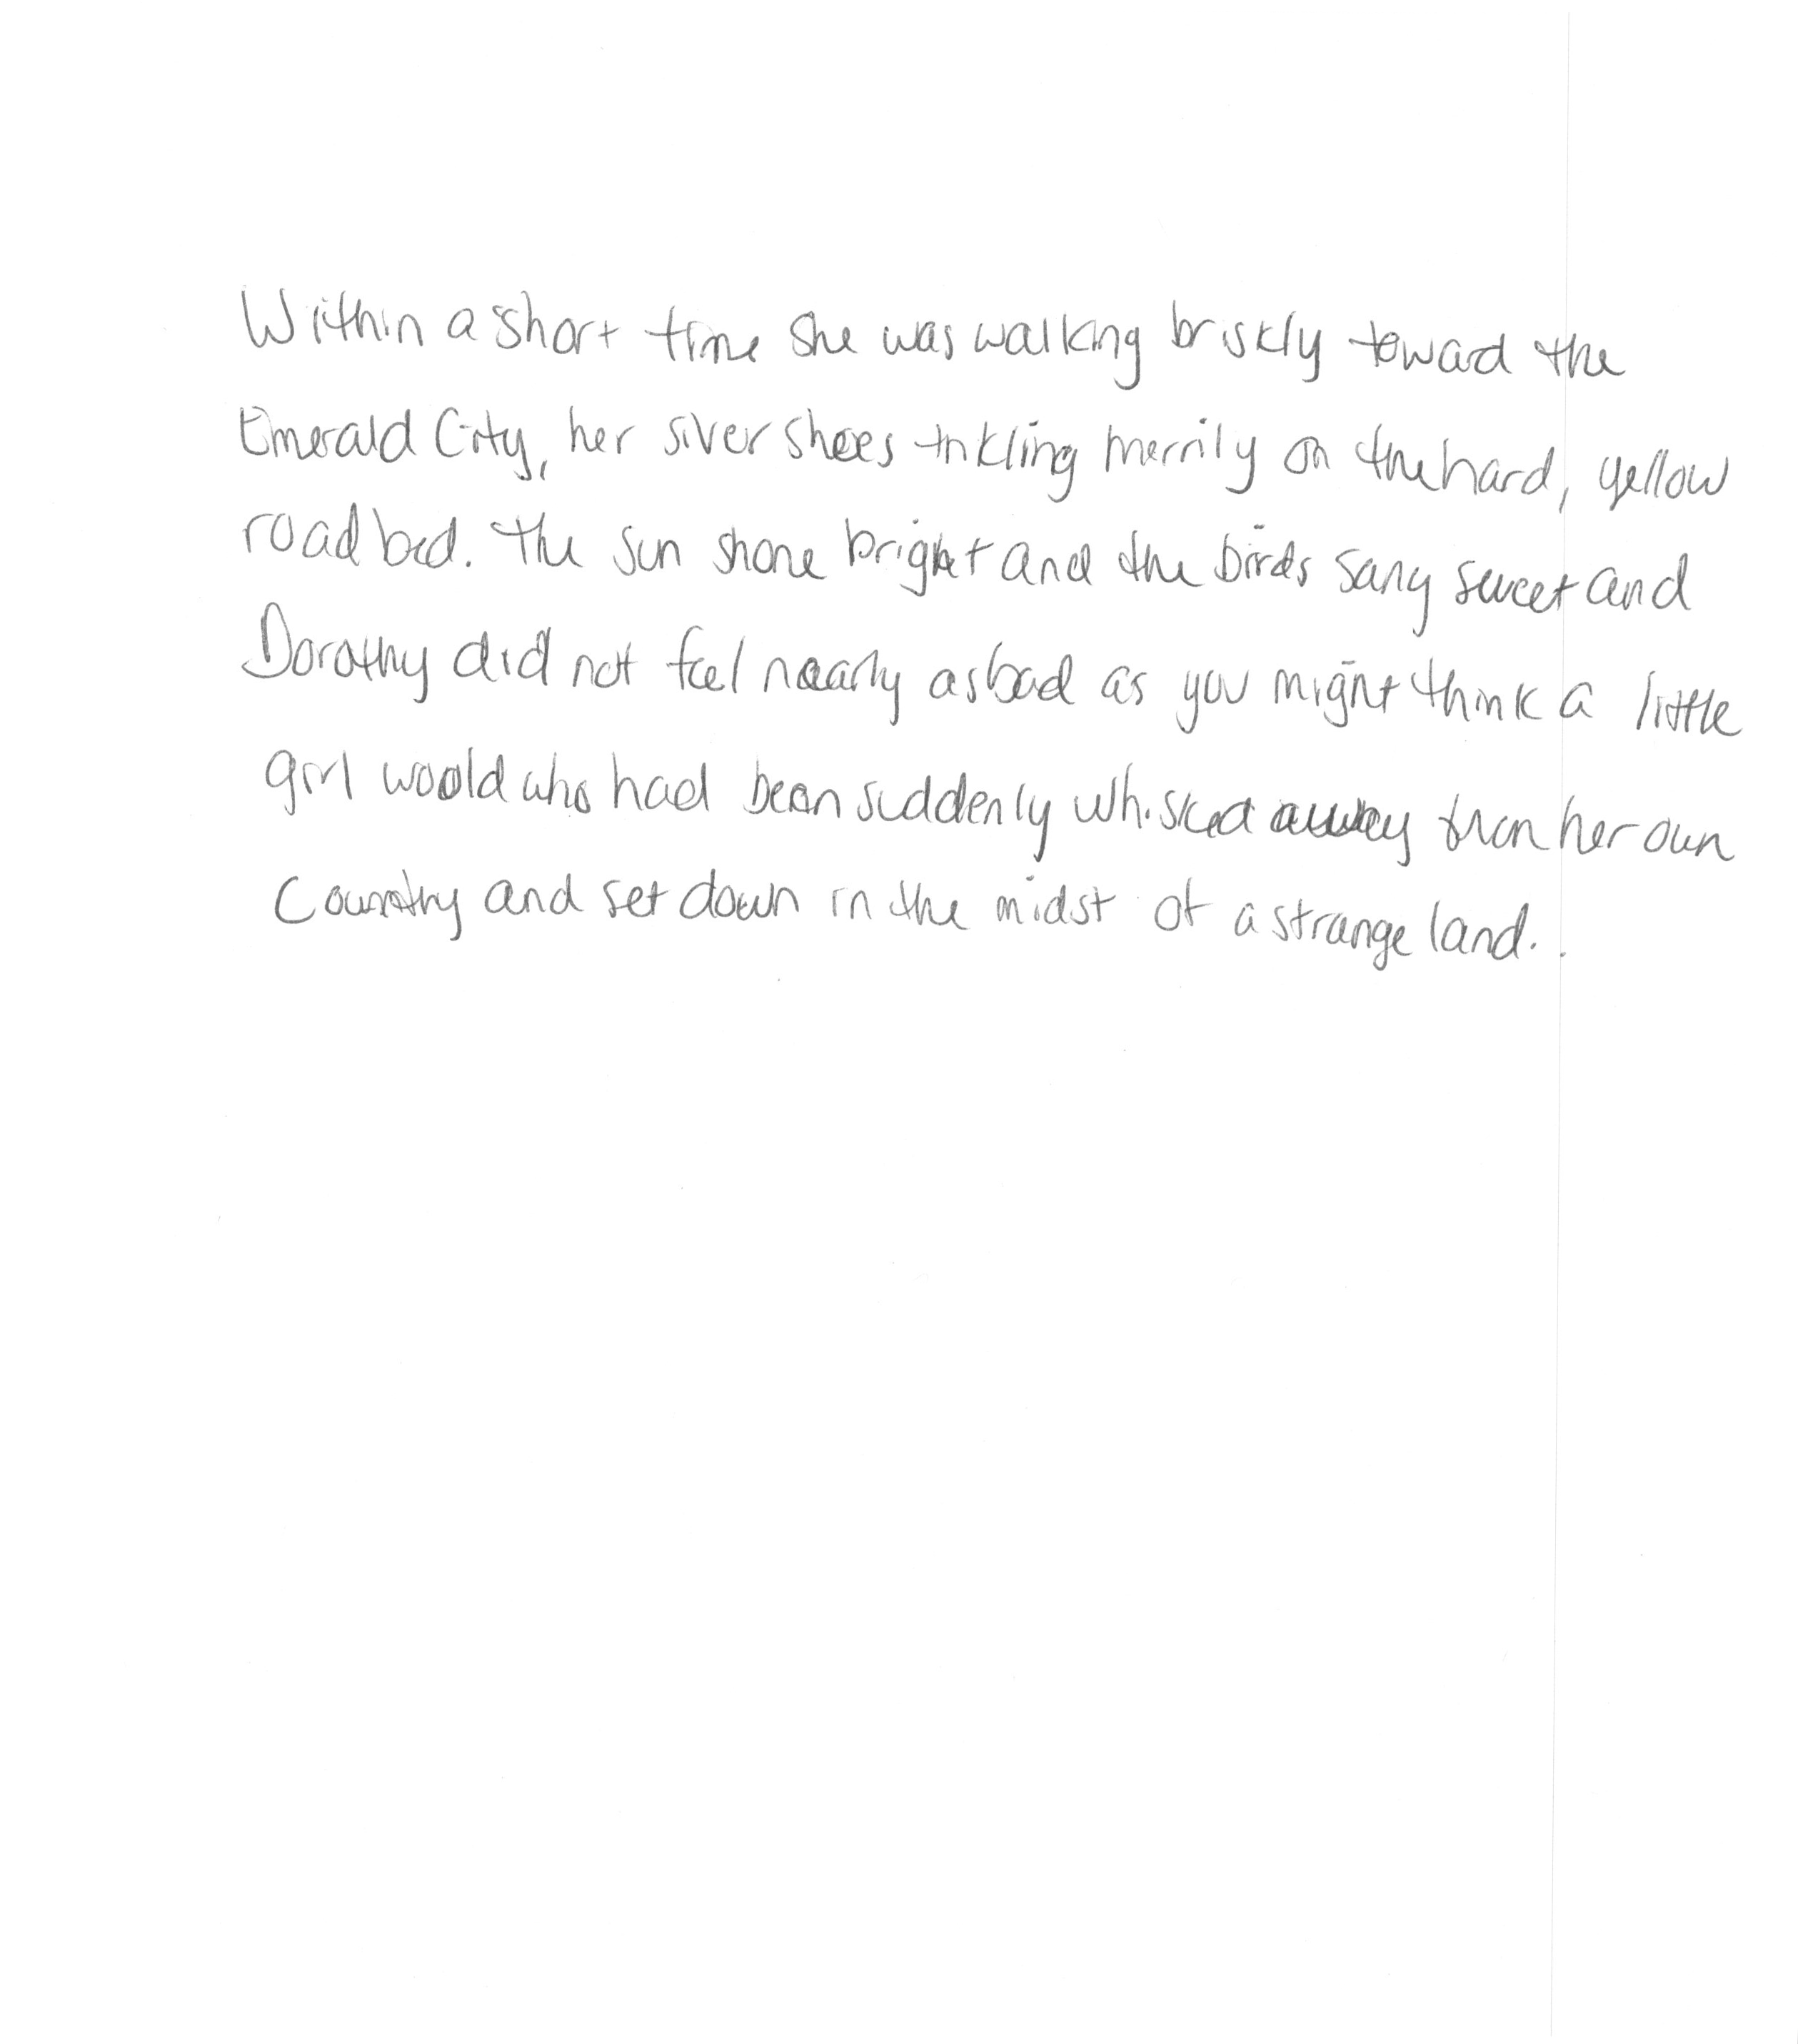 Within a short time she was walking briskly toward the
Emerald City, her silver shoes tinkling merrily on the hard, yellow
road bed. The sun shone bright and the birds sang sweet and
Dorothy did not feel nearly as bad as you might think a little
girl would who had been suddenly whisked away from her own
country and set down in the midst of a strange land.